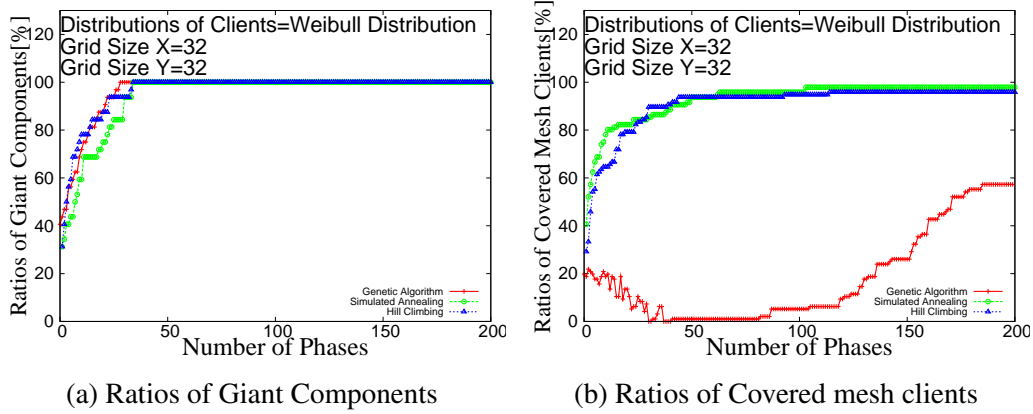 Distributions of Clients=Weibull Distribution
Grid Size X=32
Grid Size Y=32
Ratios of Giant Components[%]
120
100
80
60
40
20
0
Genetic Algorithm
Simulated Annealing
Hill Climbing
0 50 100 150 200
Number of Phases
(a) Ratios of Giant Components
Distributions of Clients=Weibull Distribution
Grid Size X=32
Grid Size Y=32
Ratios of Covered Mesh Clients[%]
120
100
80
60
40
20
0
Genetic Algorithm
Simulated Annealing
Hill Climbing
0 50 100 150 200
Number of Phases
(b) Ratios of Covered mesh clients